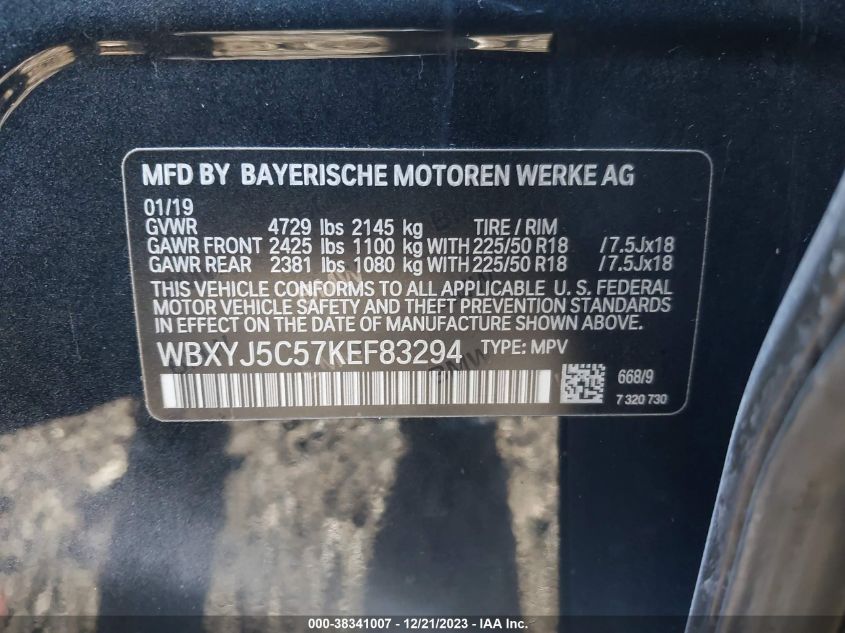 MFD BY BAYERISCHE MOTOREN WERKE AG
01/19
GVWR 4729 lbs 2145 kg TIRE / RIM
GAWR FRONT 2425 lbs 1100 kg WITH 225/50 R18 /7.5Jx18
GAWR REAR 2381 lbs 1080 kg WITH 225/50 R18 /7.5Jx18
THIS VEHICLE CONFORMS TO ALL APPLICABLE U. S. FEDERAL
MOTOR VEHICLE SAFETY AND THEFT PREVENTION STANDARDS
IN EFFECT ON THE DATE OF MANUFACTURE SHOWN ABOVE.
WBXYJ5C57KEF83294 TYPE: MPV
668/9
7 320 730
000-38341007 - 12/21/2023 - IAA Inc.